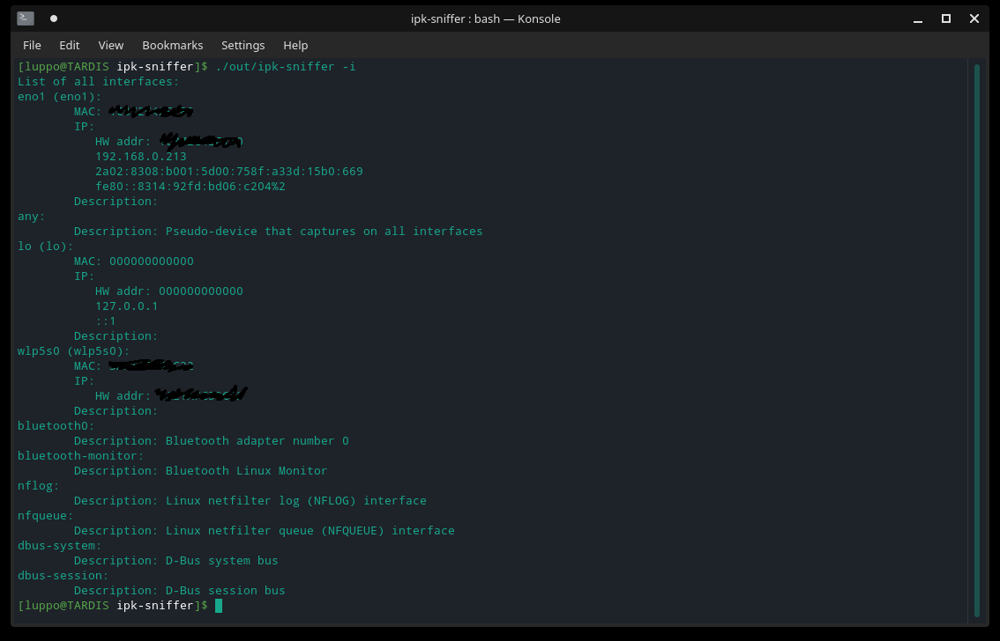 ipk-sniffer : bash — Konsole
File Edit View Bookmarks Settings Help
[luppo@TARDIS ipk-sniffer]$ ./out/ipk-sniffer -i
List of all interfaces:
eno1 (eno1):
MAC:
IP:
HW addr:
192.168.0.213
2a02:8308:b001:5d00:758f:a33d:15b0:669
fe80::8314:92fd:bd06:c204%2
Description:
any:
Description: Pseudo-device that captures on all interfaces
lo (lo):
MAC: 000000000000
IP:
HW addr: 000000000000
127.0.0.1
::1
Description:
wlp5s0 (wlp5s0):
MAC:
IP:
HW addr:
Description:
bluetooth0:
Description: Bluetooth adapter number 0
bluetooth-monitor:
Description: Bluetooth Linux Monitor
nflog:
Description: Linux netfilter log (NFLOG) interface
nfqueue:
Description: Linux netfilter queue (NFQUEUE) interface
dbus-system:
Description: D-Bus system bus
dbus-session:
Description: D-Bus session bus
[luppo@TARDIS ipk-sniffer]$